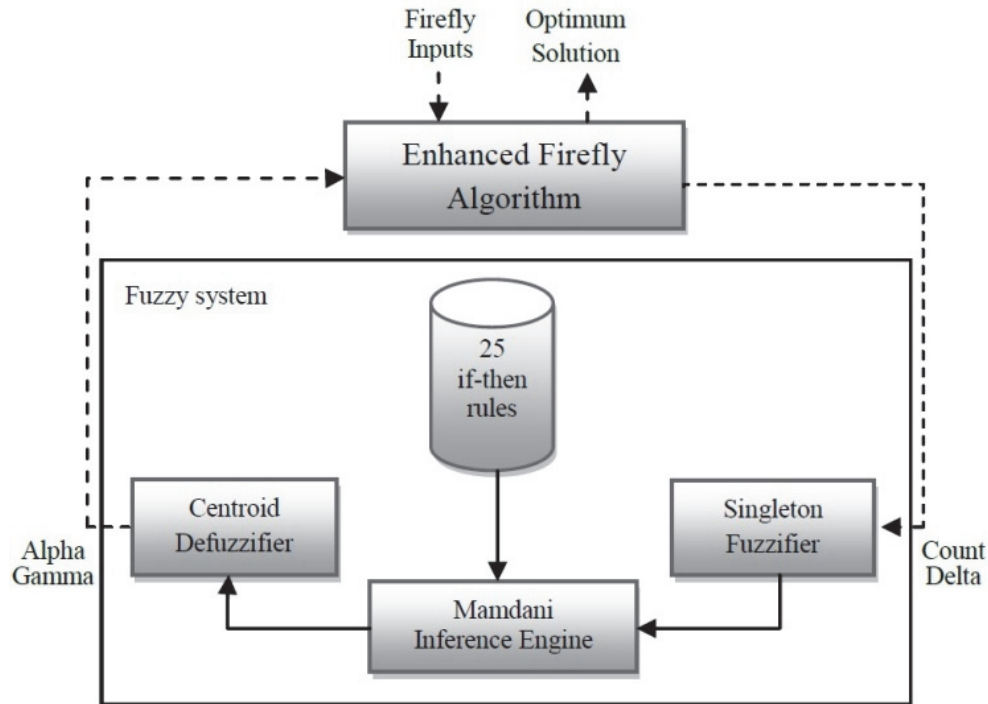 Firefly
Inputs
Optimum
Solution
Enhanced Firefly
Algorithm
Fuzzy system
25
if-then
rules
Centroid
Defuzzifier
Singleton
Fuzzifier
Alpha
Gamma
Count
Delta
Mamdani
Inference Engine